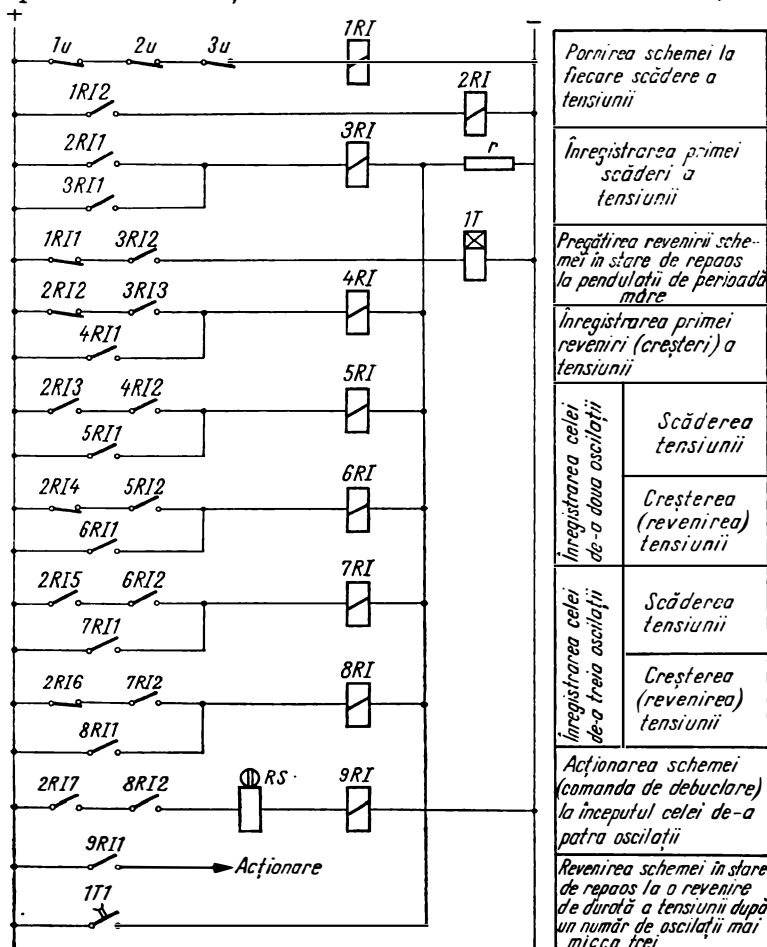 +
−
1u 2u 3u 1RI
1RI2 2RI
2RI1 3RI r
3RI1
1RI1 3RI2 1T
2RI2 3RI3 4RI
4RI1
2RI3 4RI2 5RI
5RI1
2RI4 5RI2 6RI
6RI1
2RI5 6RI2 7RI
7RI1
2RI6 7RI2 8RI
8RI1
2RI7 8RI2 RS 9RI
9RI1
Acționare
1T1
Pornirea schemei la
fiecare scădere a
tensiunii
Înregistrarea primei
scăderi a
tensiunii
Pregătirea revenirii sche-
mei în stare de repaos
la pendulații de perioadă
mare
Înregistrarea primei
reveniri (creșteri) a
tensiunii
Înregistrarea celei
de-a doua oscilații
Scăderea
tensiunii
Creșterea
(revenirea)
tensiunii
Înregistrarea celei
de-a treia oscilații
Scăderea
tensiunii
Creșterea
(revenirea)
tensiunii
Acționarea schemei
(comanda de debuclare)
la începutul celei de-a
patra oscilații
Revenirea schemei în stare
de repaos la o revenire
de durată a tensiunii după
un număr de oscilații mai
trei